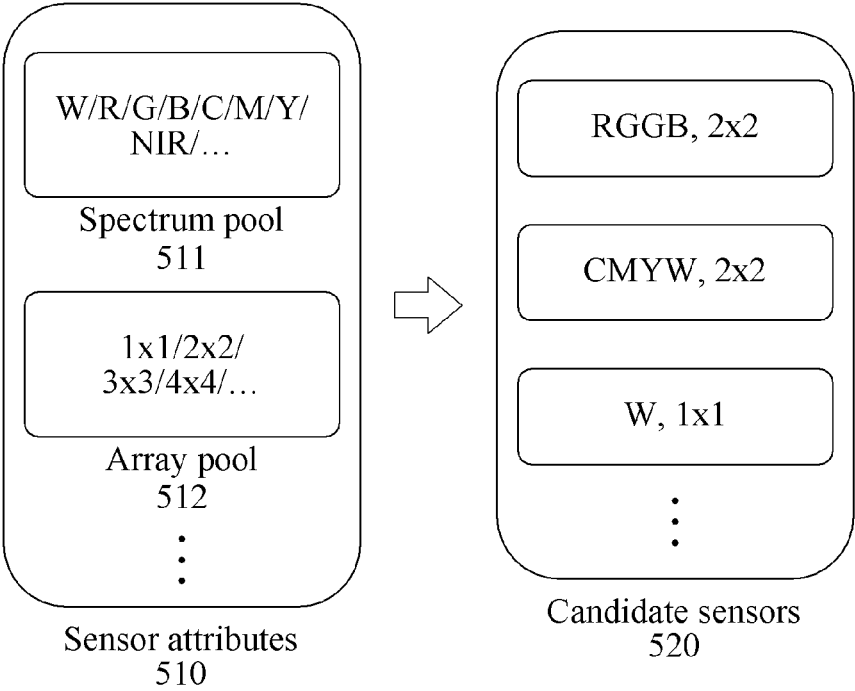 W/R/G/B/C/M/Y/
NIR/...
Spectrum pool
511
1x1/2x2/
3x3/4x4/...
Array pool
512
Sensor attributes
510
RGGB, 2x2
CMYW, 2x2
W, 1x1
Candidate sensors
520